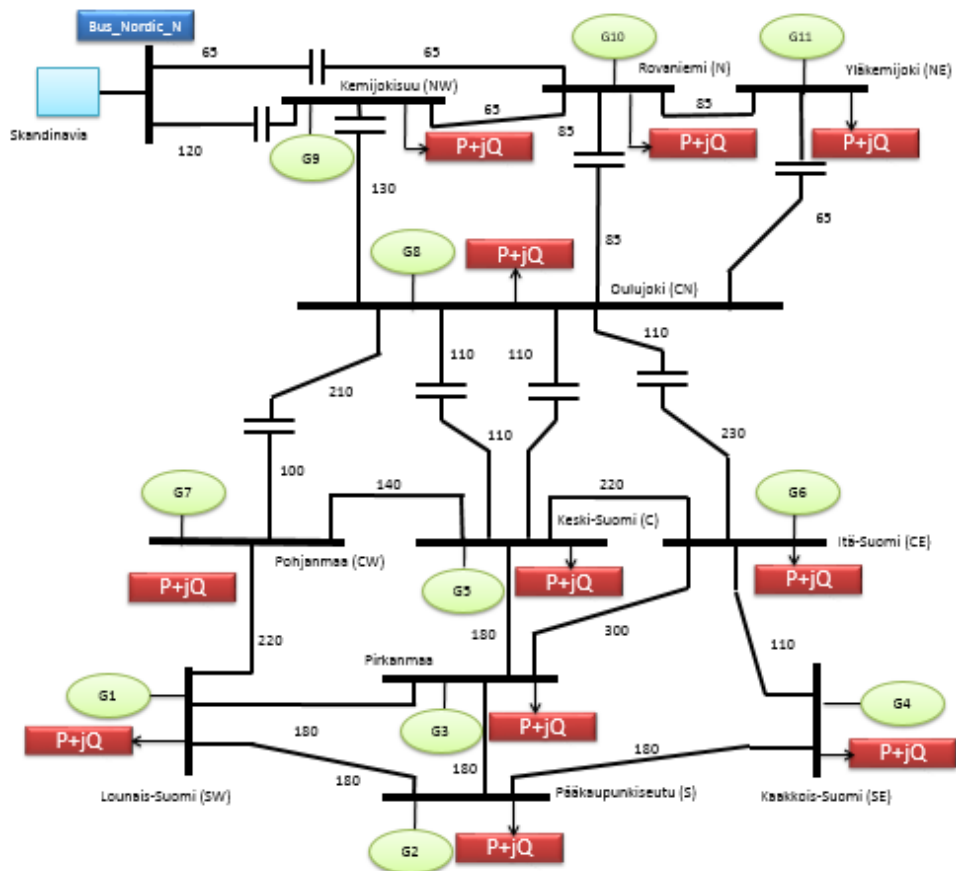 Bus_Nordic_N
65
65
G10
G11
Rovaniemi (N)
Yläkemijoki (NE)
Kemijokisuu (NW)
Skandinavia
65
85
85
120
P+jQ
P+jQ
P+jQ
G9
130
65
85
G8
P+jQ
Oulujoki (CN)
110
110
110
210
110
230
100
G7
140
220
G6
Keski-Suomi (C)
Itä-Suomi (CE)
Pohjanmaa (CW)
P+jQ
G5
P+jQ
P+jQ
220
180
300
110
Pirkanmaa
G1
G4
P+jQ
180
G3
P+jQ
180
P+jQ
180
180
Lounais-Suomi (SW)
Pääkaupunkiseutu (S)
Kaakkois-Suomi (SE)
G2
P+jQ